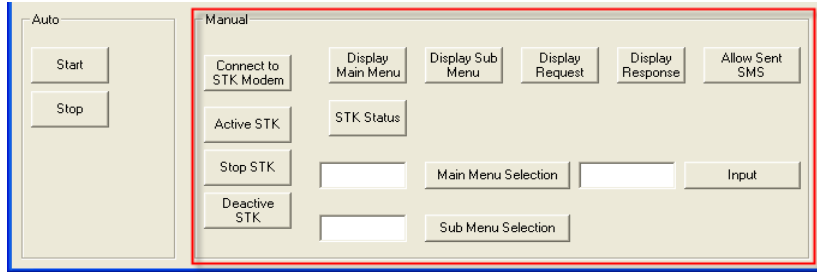 Auto
Start
Stop
Manual
Connect to
STK Modem
Display
Main Menu
Display Sub
Menu
Display
Request
Display
Response
Allow Sent
SMS
Active STK
STK Status
Stop STK
Main Menu Selection
Input
Deactive
STK
Sub Menu Selection